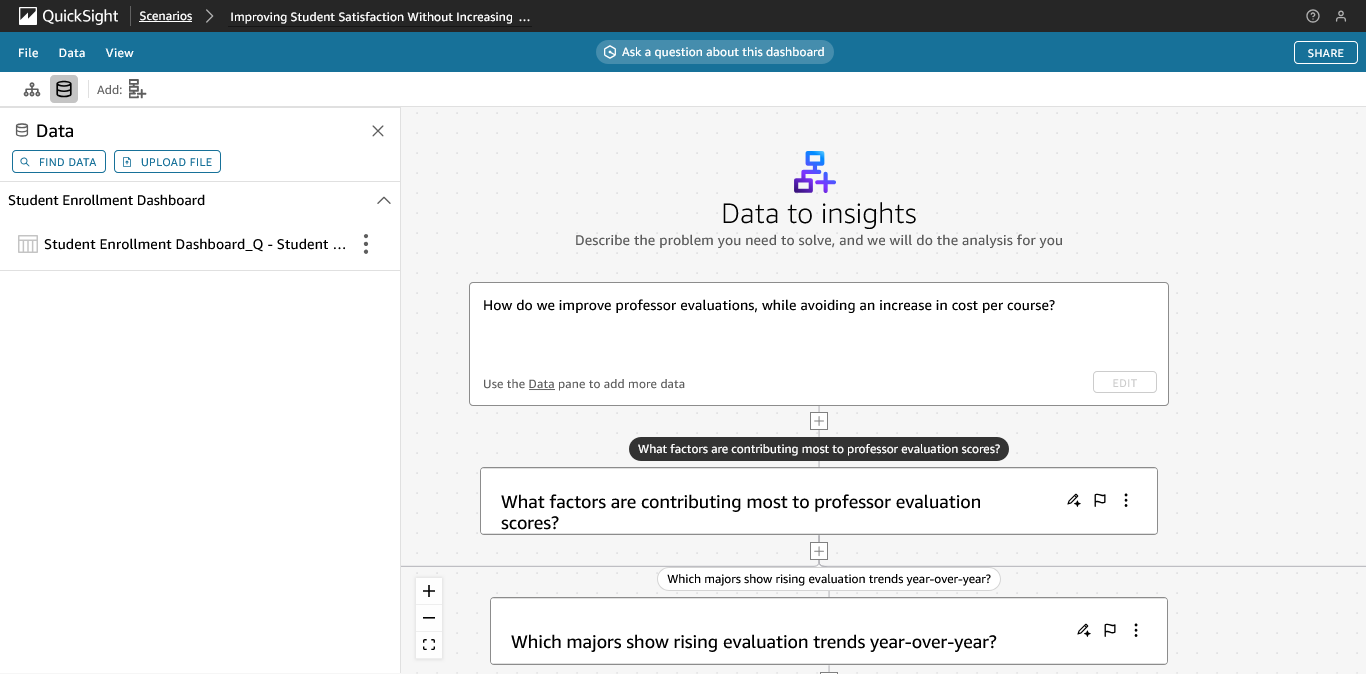 QuickSight Scenarios Improving Student Satisfaction Without Increasing ...
File Data View Ask a question about this dashboard SHARE
Add:
Data
FIND DATA UPLOAD FILE
Student Enrollment Dashboard
Student Enrollment Dashboard_Q - Student ...
Data to insights
Describe the problem you need to solve, and we will do the analysis for you
How do we improve professor evaluations, while avoiding an increase in cost per course?
Use the Data pane to add more data EDIT
What factors are contributing most to professor evaluation scores?
What factors are contributing most to professor evaluation
scores?
Which majors show rising evaluation trends year-over-year?
Which majors show rising evaluation trends year-over-year?